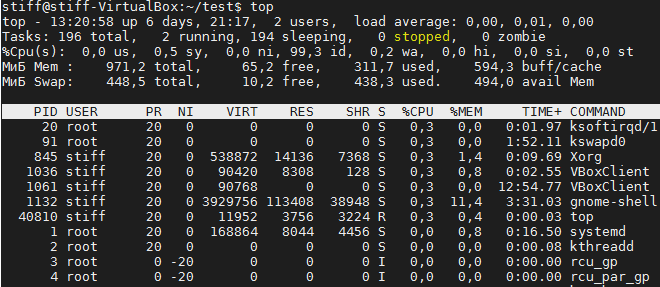 stiff@stiff-VirtualBox:~/test$ top
top - 13:20:58 up 6 days, 21:17,  2 users,  load average: 0,00, 0,01, 0,00
Tasks: 196 total,   2 running, 194 sleeping,   0 stopped,   0 zombie
%Cpu(s):  0,0 us,  0,5 sy,  0,0 ni, 99,3 id,  0,2 wa,  0,0 hi,  0,0 si,  0,0 st
МиБ Mem :    971,2 total,     65,2 free,    311,7 used,    594,3 buff/cache
МиБ Swap:    448,5 total,     10,2 free,    438,3 used.    494,0 avail Mem
PID USER      PR  NI    VIRT    RES    SHR S  %CPU  %MEM     TIME+ COMMAND
20 root      20   0       0      0      0 S   0,3   0,0   0:01.97 ksoftirqd/1
91 root      20   0       0      0      0 S   0,3   0,0   1:52.11 kswapd0
845 stiff     20   0  538872  14136   7368 S   0,3   1,4   0:09.69 Xorg
1036 stiff     20   0   90420   8308    128 S   0,3   0,8   0:02.55 VBoxClient
1061 stiff     20   0   90768      0      0 S   0,3   0,0  12:54.77 VBoxClient
1132 stiff     20   0 3929756 113408  38948 S   0,3  11,4   3:31.03 gnome-shell
40810 stiff     20   0   11952   3756   3224 R   0,3   0,4   0:00.03 top
1 root      20   0  168864   8044   4456 S   0,0   0,8   0:16.50 systemd
2 root      20   0       0      0      0 S   0,0   0,0   0:00.08 kthreadd
3 root       0 -20       0      0      0 I   0,0   0,0   0:00.00 rcu_gp
4 root       0 -20       0      0      0 I   0,0   0,0   0:00.00 rcu_par_gp